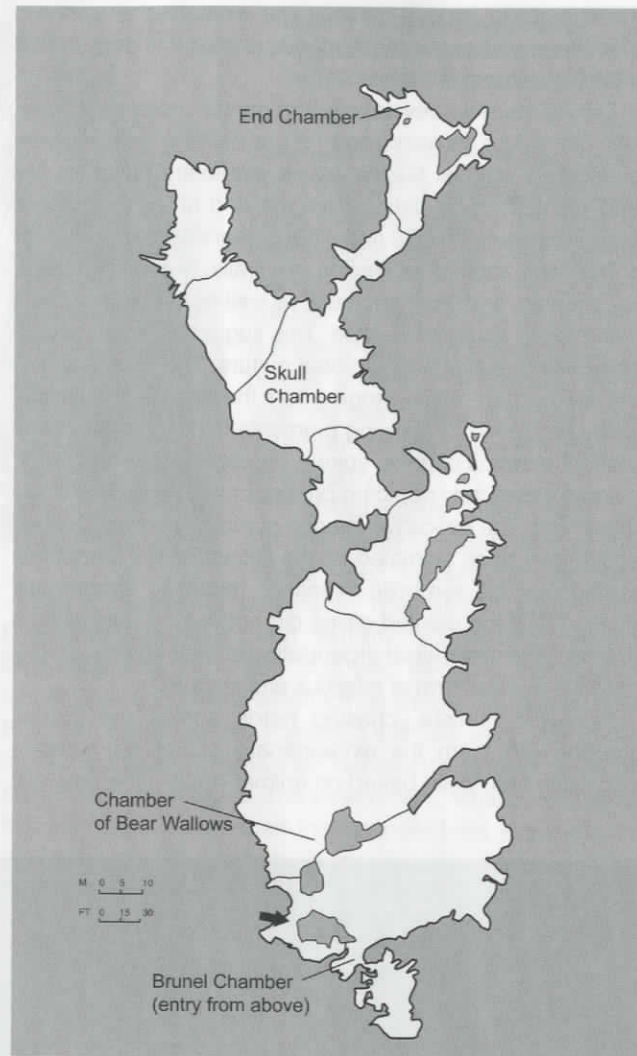 End Chamber
Skull
Chamber
Chamber
of Bear Wallows
M. 0 5 10
FT. 0 15 30
Brunel Chamber
(entry from above)